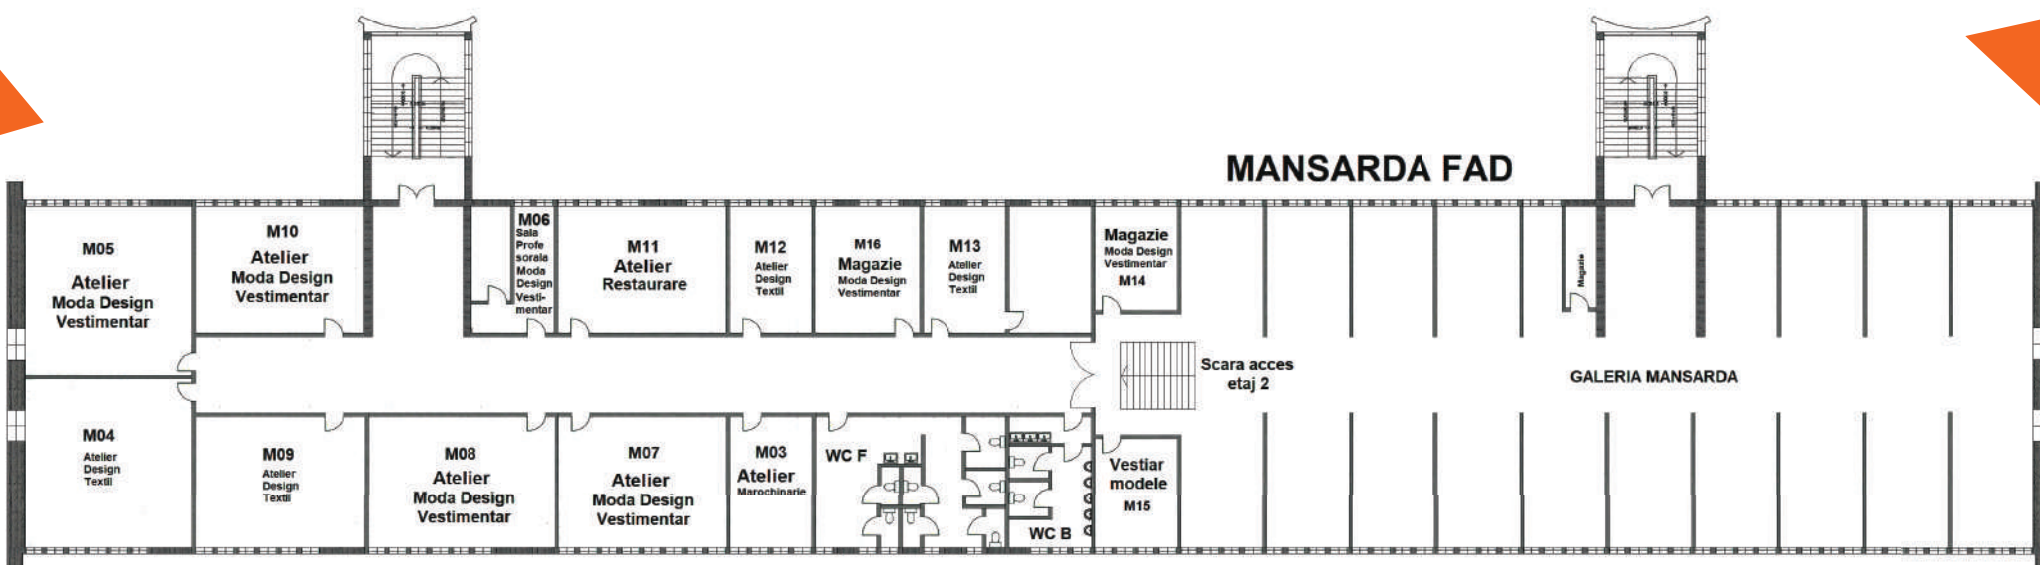 MANSARDA FAD
M05
Atelier
Moda Design
Vestimentar
M10
Atelier
Moda Design
Vestimentar
M06
Sala
Profe
sorala
Moda
Design
Vesti-
mentar
M11
Atelier
Restaurare
M12
Atelier
Design
Textil
M16
Magazie
Moda Design
Vestimentar
M13
Atelier
Design
Textil
Magazie
Moda Design
Vestimentar
M14
Magazie
Scara acces
etaj 2
GALERIA MANSARDA
M04
Atelier
Design
Textil
M09
Atelier
Design
Textil
M08
Atelier
Moda Design
Vestimentar
M07
Atelier
Moda Design
Vestimentar
M03
Atelier
Marochinarie
WC F
WC B
Vestiar
modele
M15